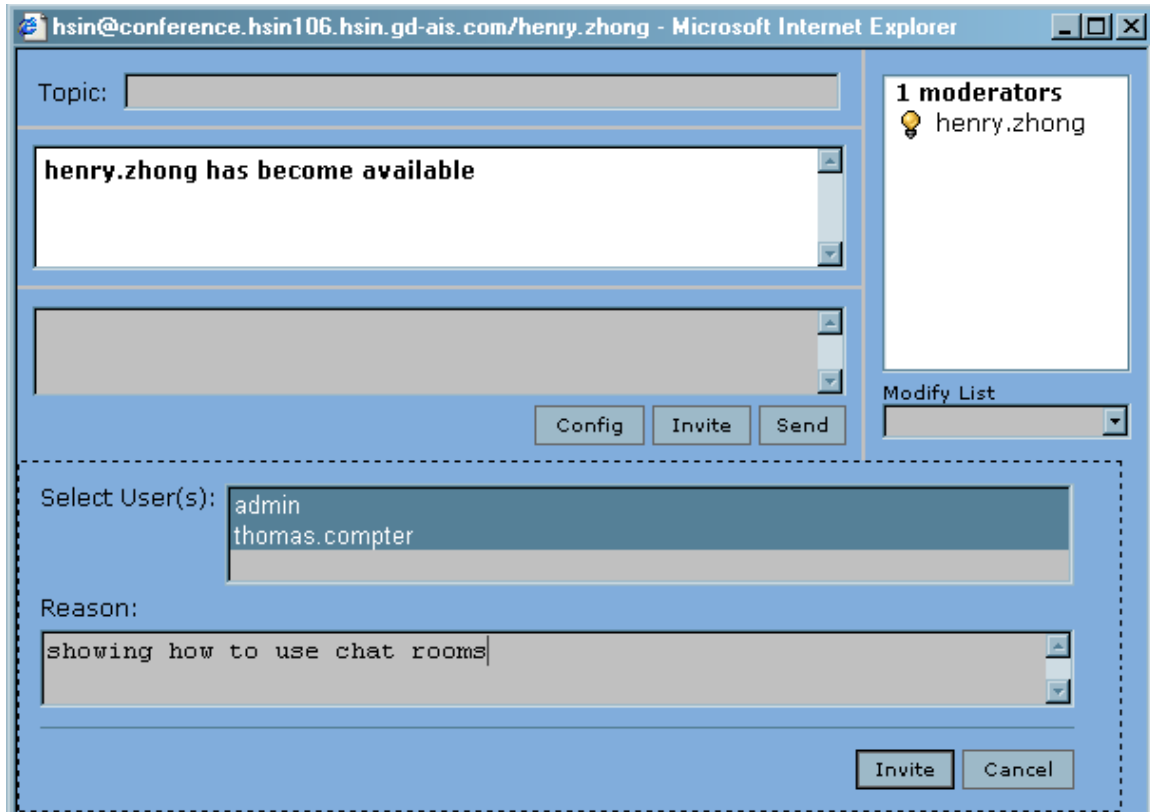 hsin@conference.hsin106.hsin.gd-ais.com/henry.zhong - Microsoft Internet Explorer
Topic:
henry.zhong has become available
1 moderators
henry.zhong
Modify List
Config Invite Send
Select User(s):
admin
thomas.compter
Reason:
showing how to use chat rooms
Invite Cancel